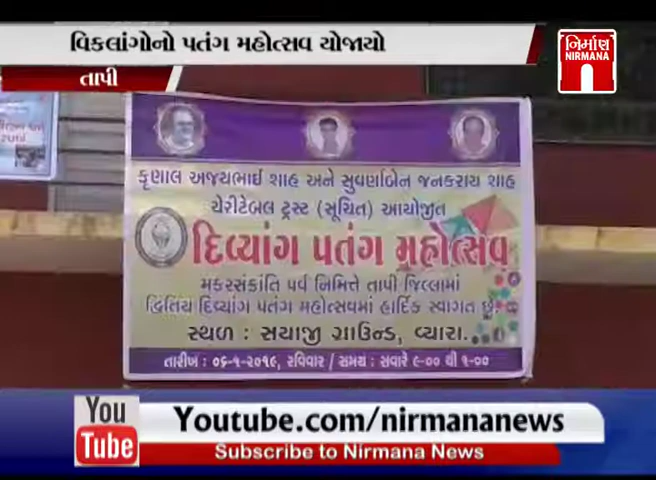 વિકલાંગોનો પતંગ મહોત્સવ યોજાયો
તાપી
નિર્માણ
NIRMANA
કૃણાલ અજયભાઈ શાહ અને સુવર્ણાબેન જનકરાય શાહ
ચેરીટેબલ ટ્રસ્ટ (સૂચિત) આયોજીત
દિવ્યાંગ પતંગ મહોત્સવ
મકરસંક્રાંતિ પર્વ નિમિત્તે તાપી જિલ્લામાં
દ્વિતિય દિવ્યાંગ પતંગ મહોત્સવમાં હાર્દિક સ્વાગત છે.
સ્થળ : સયાજી ગ્રાઉન્ડ, વ્યારા.
તારીખ : ૦૬-૧-૨૦૧૯, રવિવાર / સમય : સવારે ૯-૦૦ થી ૧-૦૦
You
Tube
Youtube.com/nirmananews
Subscribe to Nirmana News